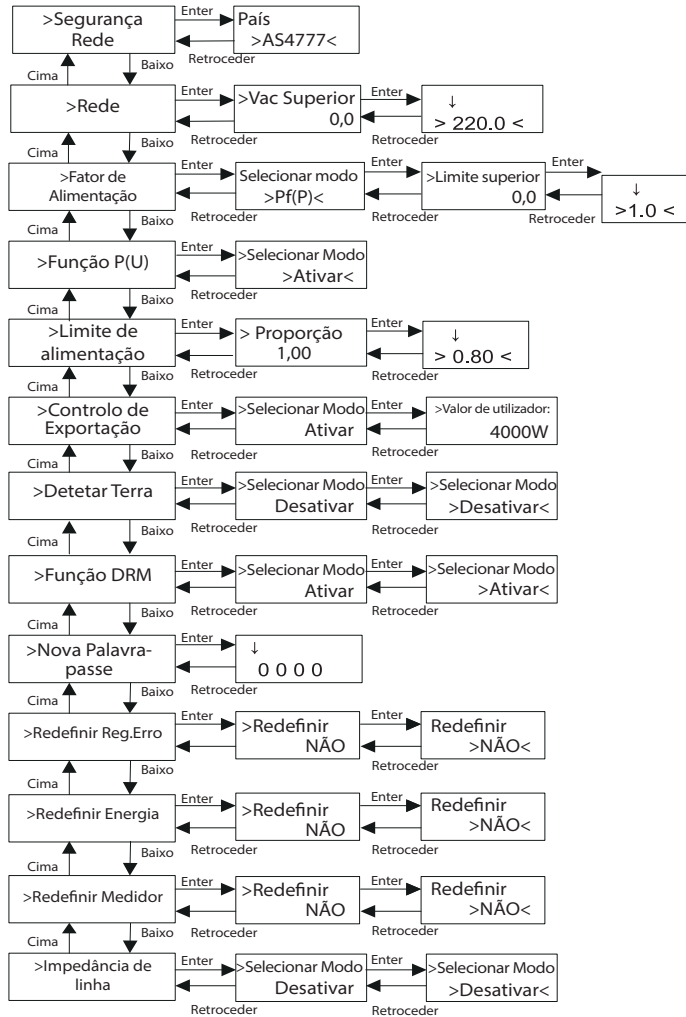 >Segurança
Rede
Enter
Retroceder
País
>AS4777<
Cima
Baixo
>Rede
Enter
Retroceder
>Vac Superior
0,0
Enter
Retroceder
↓
> 220.0 <
Cima
Baixo
>Fator de
Alimentação
Enter
Retroceder
Selecionar modo
>Pf(P)<
Enter
Retroceder
>Limite superior
0,0
Enter
Retroceder
↓
>1.0 <
Cima
Baixo
>Função P(U)
Enter
Retroceder
>Selecionar Modo
>Ativar<
Cima
Baixo
>Limite de
alimentação
Enter
Retroceder
> Proporção
1,00
Enter
Retroceder
↓
> 0.80 <
Cima
Baixo
>Controlo de
Exportação
Enter
Retroceder
>Selecionar Modo
Ativar
Enter
Retroceder
>Valor de utilizador:
4000W
Cima
Baixo
>Detetar Terra
Enter
Retroceder
>Selecionar Modo
Desativar
Enter
Retroceder
>Selecionar Modo
>Desativar<
Cima
Baixo
>Função DRM
Enter
Retroceder
>Selecionar Modo
Ativar
Enter
Retroceder
>Selecionar Modo
>Ativar<
Cima
Baixo
>Nova Palavra-
passe
Enter
Retroceder
↓
0 0 0 0
Cima
Baixo
>Redefinir Reg.Erro
Enter
Retroceder
>Redefinir
NÃO
Enter
Retroceder
Redefinir
>NÃO<
Cima
Baixo
>Redefinir Energia
Enter
Retroceder
>Redefinir
NÃO
Enter
Retroceder
Redefinir
>NÃO<
Cima
Baixo
>Redefinir Medidor
Enter
Retroceder
>Redefinir
NÃO
Enter
Retroceder
Redefinir
>NÃO<
Cima
Baixo
>Impedância de
linha
Enter
Retroceder
>Selecionar Modo
Desativar
Enter
Retroceder
>Selecionar Modo
>Desativar<